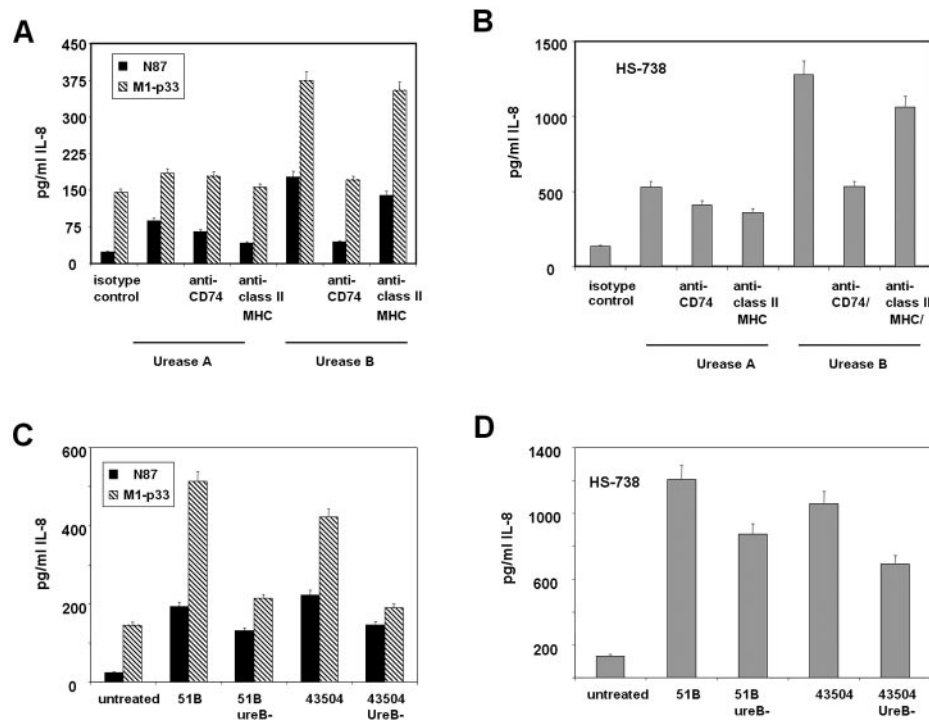 A
450
375
300
225
150
75
0
pg/ml IL-8
N87
M1-p33
isotype control
anti-CD74
anti-class II MHC
anti-CD74
anti-class II MHC
Urease A
Urease B
B
1500
1000
500
0
pg/ml IL-8
HS-738
isotype control
anti-CD74
anti-class II MHC
anti-CD74/
anti-class II MHC/
Urease A
Urease B
C
600
400
200
0
pg/ml IL-8
N87
M1-p33
untreated
51B
51B ureB-
43504
43504 UreB-
D
1400
1000
600
200
pg/ml IL-8
HS-738
untreated
51B
51B ureB-
43504
43504 UreB-